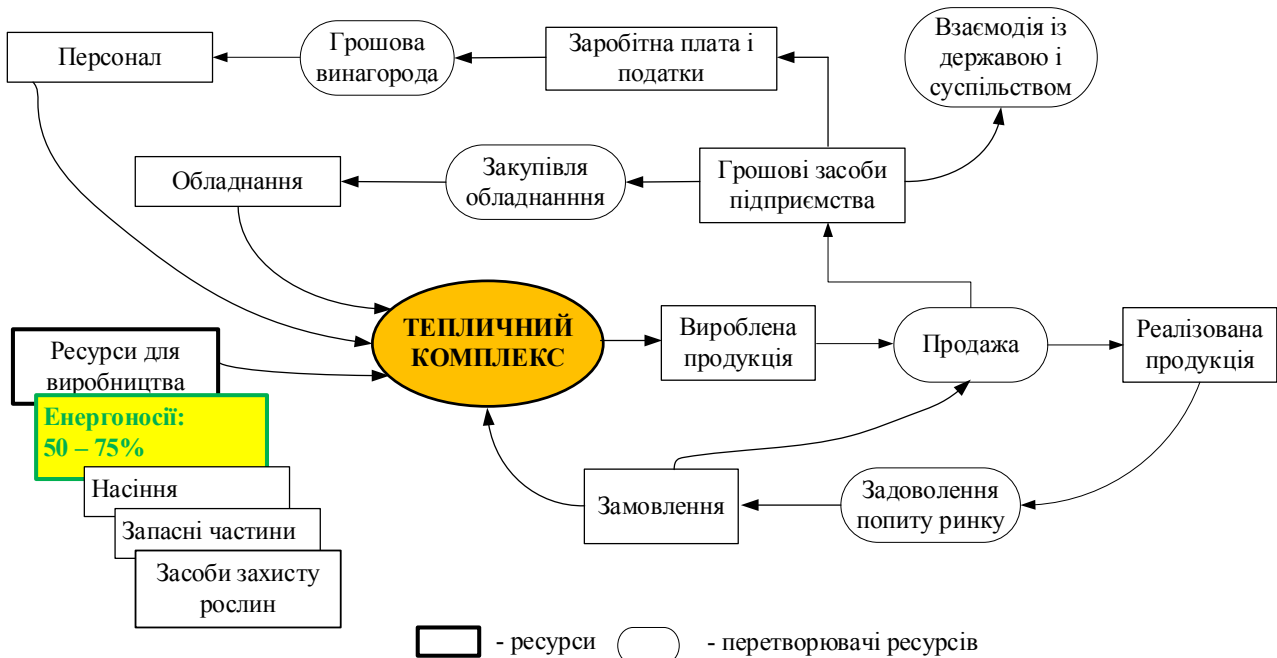 Персонал
Грошова
винагорода
Заробітна плата і
податки
Взаємодія із
державою і
суспільством
Обладнання
Закупівля
обладнанння
Грошові засоби
підприємства
ТЕПЛИЧНИЙ
КОМПЛЕКС
Вироблена
продукція
Продажа
Реалізована
продукція
Ресурси для
виробництва
Енергоносії:
50 – 75%
Насіння
Запасні частини
Засоби захисту
рослин
Замовлення
Задоволення
попиту ринку
- ресурси
- перетворювачі ресурсів